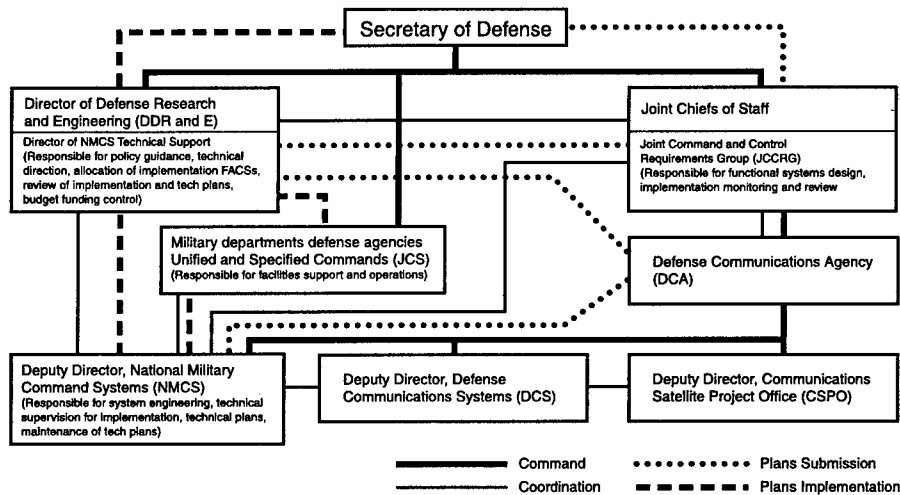 Secretary of Defense
Director of Defense Research
and Engineering (DDR and E)
Director of NMCS Technical Support
(Responsible for policy guidance, technical
direction, allocation of implementation FACSs,
review of implementation and tech plans,
budget funding control)
Joint Chiefs of Staff
Joint Command and Control
Requirements Group (JCCRG)
(Responsible for functional systems design,
implementation monitoring and review
Military departments defense agencies
Unified and Specified Commands (JCS)
(Responsible for facilities support and operations)
Defense Communications Agency
(DCA)
Deputy Director, National Military
Command Systems (NMCS)
(Responsible for system engineering, technical
supervision for implementation, technical plans,
maintenance of tech plans)
Deputy Director, Defense
Communications Systems (DCS)
Deputy Director, Communications
Satellite Project Office (CSPO)
Command
Plans Submission
Coordination
Plans Implementation